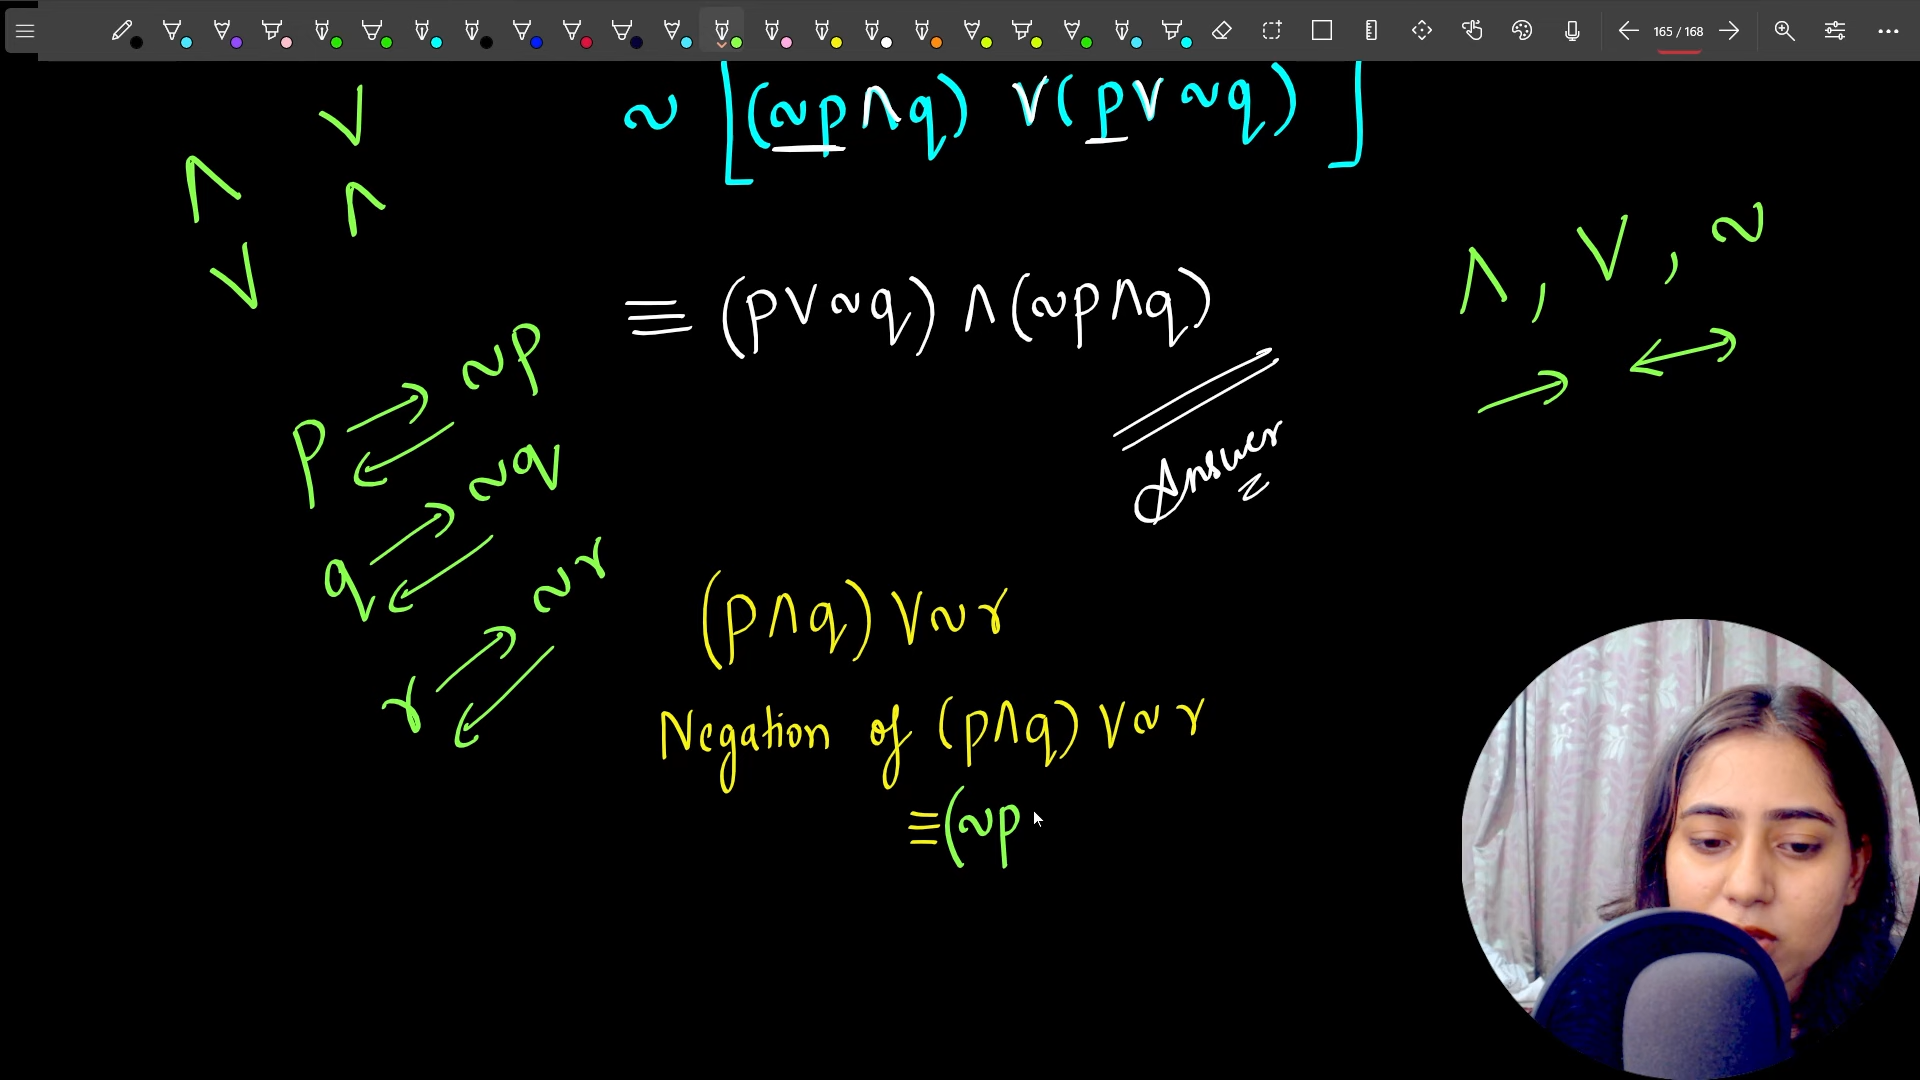 165 / 168
~ [(~p∧q) ∨(p∨~q)]
∨
∧
∧
∨
∧, ∨, ~
→ ↔
≡ (p∨~q) ∧(~p∧q)
Answer
p ⇄ ~p
q ⇄ ~q
r ⇄ ~r
(p∧q) ∨~r
Negation of (p∧q) ∨~r
≡(~p